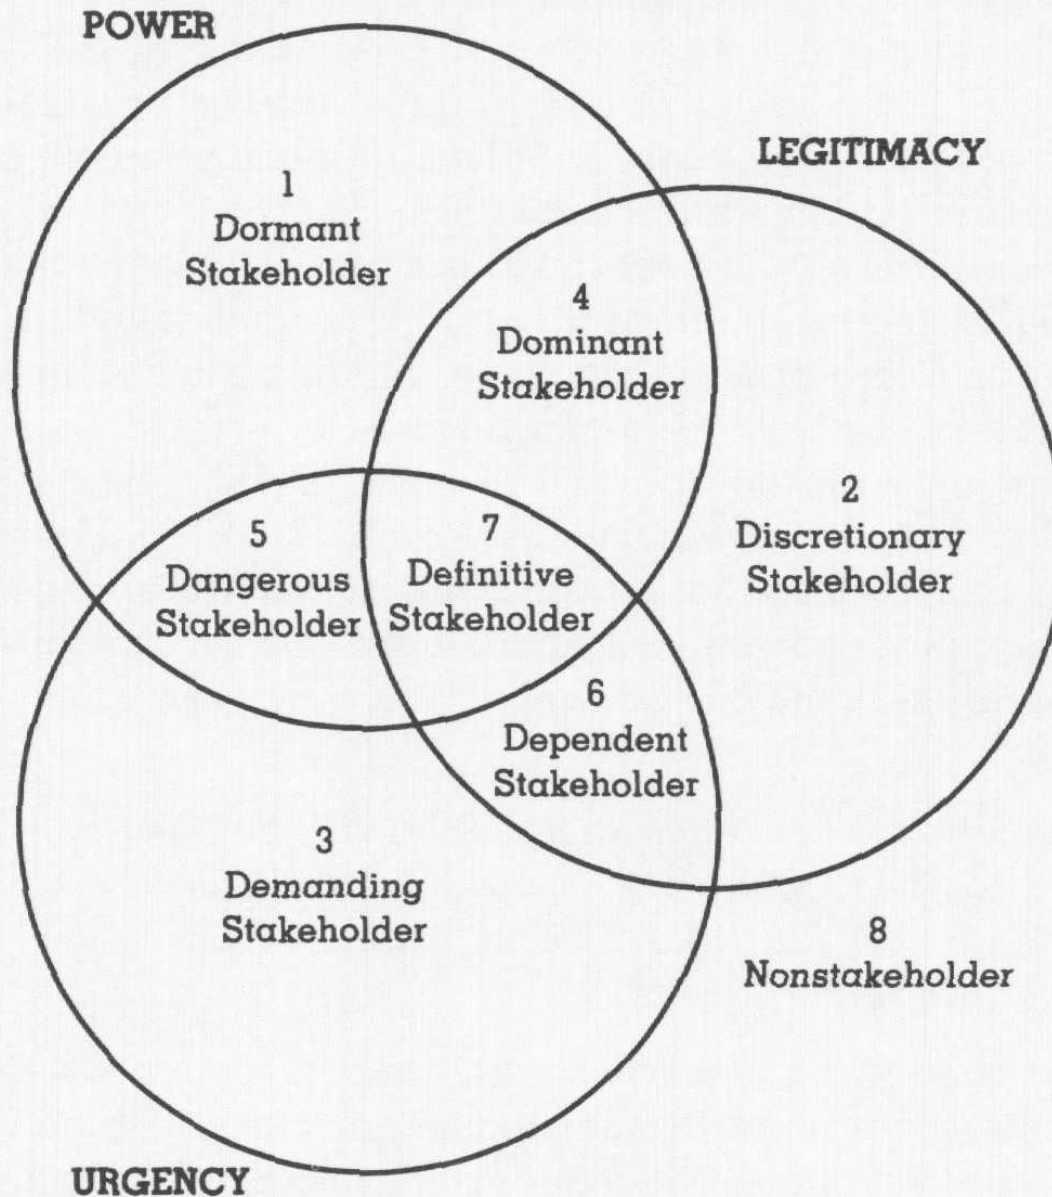 POWER
LEGITIMACY
1
Dormant
Stakeholder
4
Dominant
Stakeholder
2
Discretionary
Stakeholder
5
Dangerous
Stakeholder
7
Definitive
Stakeholder
6
Dependent
Stakeholder
3
Demanding
Stakeholder
8
Nonstakeholder
URGENCY